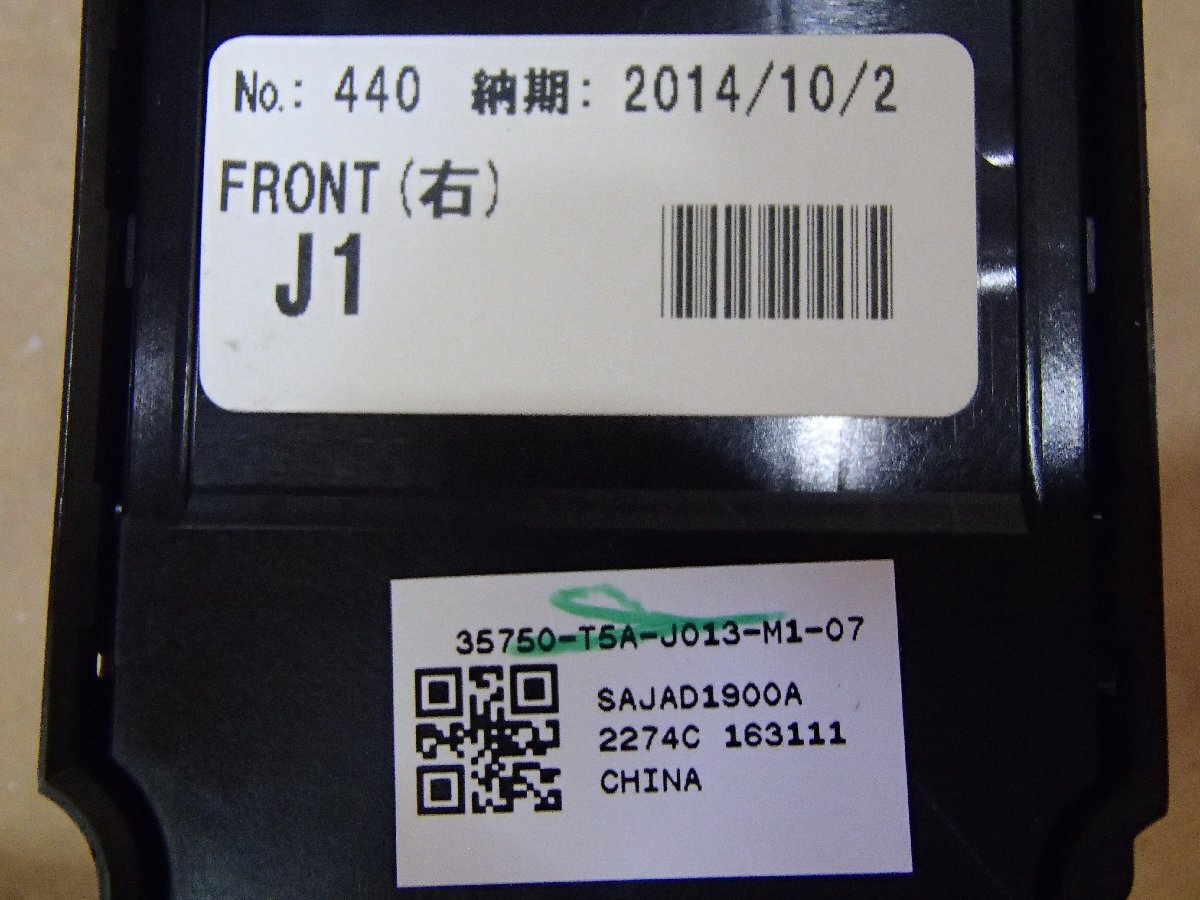 No.: 440 納期: 2014/10/2
FRONT(右)
J1
35750-T5A-J013-M1-07
SAJAD1900A
2274C 163111
CHINA